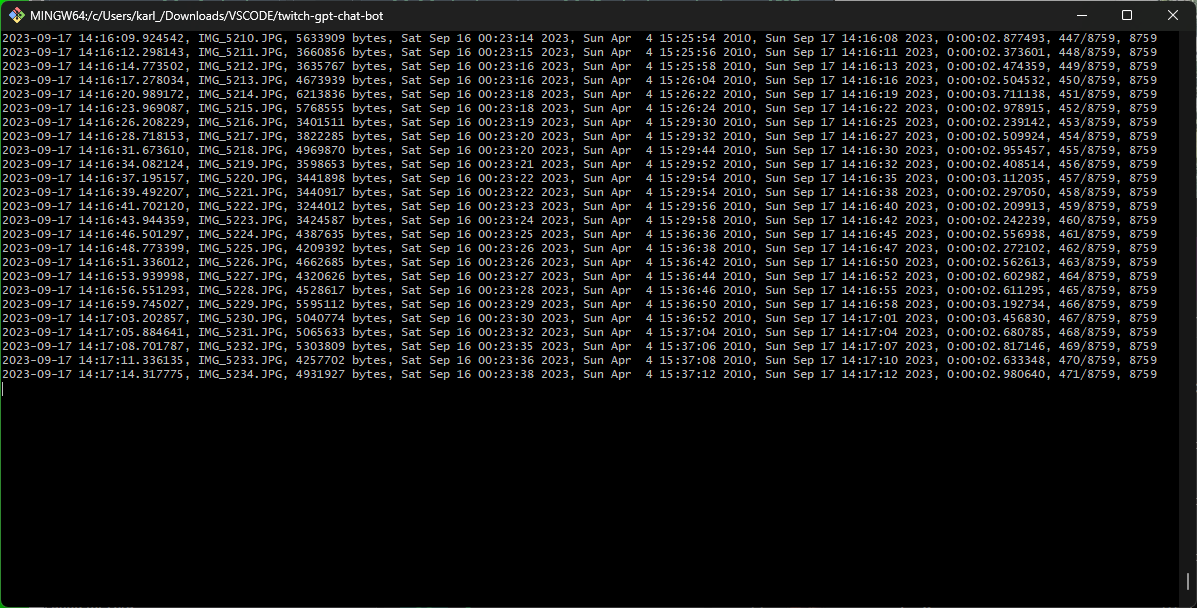 MINGW64:/c/Users/karl_/Downloads/VSCODE/twitch-gpt-chat-bot
2023-09-17 14:16:09.924542, IMG_5210.JPG, 5633909 bytes, Sat Sep 16 00:23:14 2023, Sun Apr  4 15:25:54 2010, Sun Sep 17 14:16:08 2023, 0:00:02.877493, 447/8759, 8759
2023-09-17 14:16:12.298143, IMG_5211.JPG, 3660856 bytes, Sat Sep 16 00:23:15 2023, Sun Apr  4 15:25:56 2010, Sun Sep 17 14:16:11 2023, 0:00:02.373601, 448/8759, 8759
2023-09-17 14:16:14.773502, IMG_5212.JPG, 3635767 bytes, Sat Sep 16 00:23:16 2023, Sun Apr  4 15:25:58 2010, Sun Sep 17 14:16:13 2023, 0:00:02.474359, 449/8759, 8759
2023-09-17 14:16:17.278034, IMG_5213.JPG, 4673939 bytes, Sat Sep 16 00:23:16 2023, Sun Apr  4 15:26:04 2010, Sun Sep 17 14:16:16 2023, 0:00:02.504532, 450/8759, 8759
2023-09-17 14:16:20.989172, IMG_5214.JPG, 6213836 bytes, Sat Sep 16 00:23:18 2023, Sun Apr  4 15:26:22 2010, Sun Sep 17 14:16:19 2023, 0:00:03.711138, 451/8759, 8759
2023-09-17 14:16:23.969087, IMG_5215.JPG, 5768555 bytes, Sat Sep 16 00:23:18 2023, Sun Apr  4 15:26:24 2010, Sun Sep 17 14:16:22 2023, 0:00:02.978915, 452/8759, 8759
2023-09-17 14:16:26.208229, IMG_5216.JPG, 3401511 bytes, Sat Sep 16 00:23:19 2023, Sun Apr  4 15:29:30 2010, Sun Sep 17 14:16:25 2023, 0:00:02.239142, 453/8759, 8759
2023-09-17 14:16:28.718153, IMG_5217.JPG, 3822285 bytes, Sat Sep 16 00:23:20 2023, Sun Apr  4 15:29:32 2010, Sun Sep 17 14:16:27 2023, 0:00:02.509924, 454/8759, 8759
2023-09-17 14:16:31.673610, IMG_5218.JPG, 4969870 bytes, Sat Sep 16 00:23:20 2023, Sun Apr  4 15:29:44 2010, Sun Sep 17 14:16:30 2023, 0:00:02.955457, 455/8759, 8759
2023-09-17 14:16:34.082124, IMG_5219.JPG, 3598653 bytes, Sat Sep 16 00:23:21 2023, Sun Apr  4 15:29:52 2010, Sun Sep 17 14:16:32 2023, 0:00:02.408514, 456/8759, 8759
2023-09-17 14:16:37.195157, IMG_5220.JPG, 3441898 bytes, Sat Sep 16 00:23:22 2023, Sun Apr  4 15:29:54 2010, Sun Sep 17 14:16:35 2023, 0:00:03.112035, 457/8759, 8759
2023-09-17 14:16:39.492207, IMG_5221.JPG, 3440917 bytes, Sat Sep 16 00:23:22 2023, Sun Apr  4 15:29:54 2010, Sun Sep 17 14:16:38 2023, 0:00:02.297050, 458/8759, 8759
2023-09-17 14:16:41.702120, IMG_5222.JPG, 3244012 bytes, Sat Sep 16 00:23:23 2023, Sun Apr  4 15:29:56 2010, Sun Sep 17 14:16:40 2023, 0:00:02.209913, 459/8759, 8759
2023-09-17 14:16:43.944359, IMG_5223.JPG, 3424587 bytes, Sat Sep 16 00:23:24 2023, Sun Apr  4 15:29:58 2010, Sun Sep 17 14:16:42 2023, 0:00:02.242239, 460/8759, 8759
2023-09-17 14:16:46.501297, IMG_5224.JPG, 4387635 bytes, Sat Sep 16 00:23:25 2023, Sun Apr  4 15:36:36 2010, Sun Sep 17 14:16:45 2023, 0:00:02.556938, 461/8759, 8759
2023-09-17 14:16:48.773399, IMG_5225.JPG, 4209392 bytes, Sat Sep 16 00:23:26 2023, Sun Apr  4 15:36:38 2010, Sun Sep 17 14:16:47 2023, 0:00:02.272102, 462/8759, 8759
2023-09-17 14:16:51.336012, IMG_5226.JPG, 4662685 bytes, Sat Sep 16 00:23:26 2023, Sun Apr  4 15:36:42 2010, Sun Sep 17 14:16:50 2023, 0:00:02.562613, 463/8759, 8759
2023-09-17 14:16:53.939998, IMG_5227.JPG, 4320626 bytes, Sat Sep 16 00:23:27 2023, Sun Apr  4 15:36:44 2010, Sun Sep 17 14:16:52 2023, 0:00:02.602982, 464/8759, 8759
2023-09-17 14:16:56.551293, IMG_5228.JPG, 4528617 bytes, Sat Sep 16 00:23:28 2023, Sun Apr  4 15:36:46 2010, Sun Sep 17 14:16:55 2023, 0:00:02.611295, 465/8759, 8759
2023-09-17 14:16:59.745027, IMG_5229.JPG, 5595112 bytes, Sat Sep 16 00:23:29 2023, Sun Apr  4 15:36:50 2010, Sun Sep 17 14:16:58 2023, 0:00:03.192734, 466/8759, 8759
2023-09-17 14:17:03.202857, IMG_5230.JPG, 5040774 bytes, Sat Sep 16 00:23:30 2023, Sun Apr  4 15:36:52 2010, Sun Sep 17 14:17:01 2023, 0:00:03.456830, 467/8759, 8759
2023-09-17 14:17:05.884641, IMG_5231.JPG, 5065633 bytes, Sat Sep 16 00:23:32 2023, Sun Apr  4 15:37:04 2010, Sun Sep 17 14:17:04 2023, 0:00:02.680785, 468/8759, 8759
2023-09-17 14:17:08.701787, IMG_5232.JPG, 5303809 bytes, Sat Sep 16 00:23:35 2023, Sun Apr  4 15:37:06 2010, Sun Sep 17 14:17:07 2023, 0:00:02.817146, 469/8759, 8759
2023-09-17 14:17:11.336135, IMG_5233.JPG, 4257702 bytes, Sat Sep 16 00:23:36 2023, Sun Apr  4 15:37:08 2010, Sun Sep 17 14:17:10 2023, 0:00:02.633348, 470/8759, 8759
2023-09-17 14:17:14.317775, IMG_5234.JPG, 4931927 bytes, Sat Sep 16 00:23:38 2023, Sun Apr  4 15:37:12 2010, Sun Sep 17 14:17:12 2023, 0:00:02.980640, 471/8759, 8759